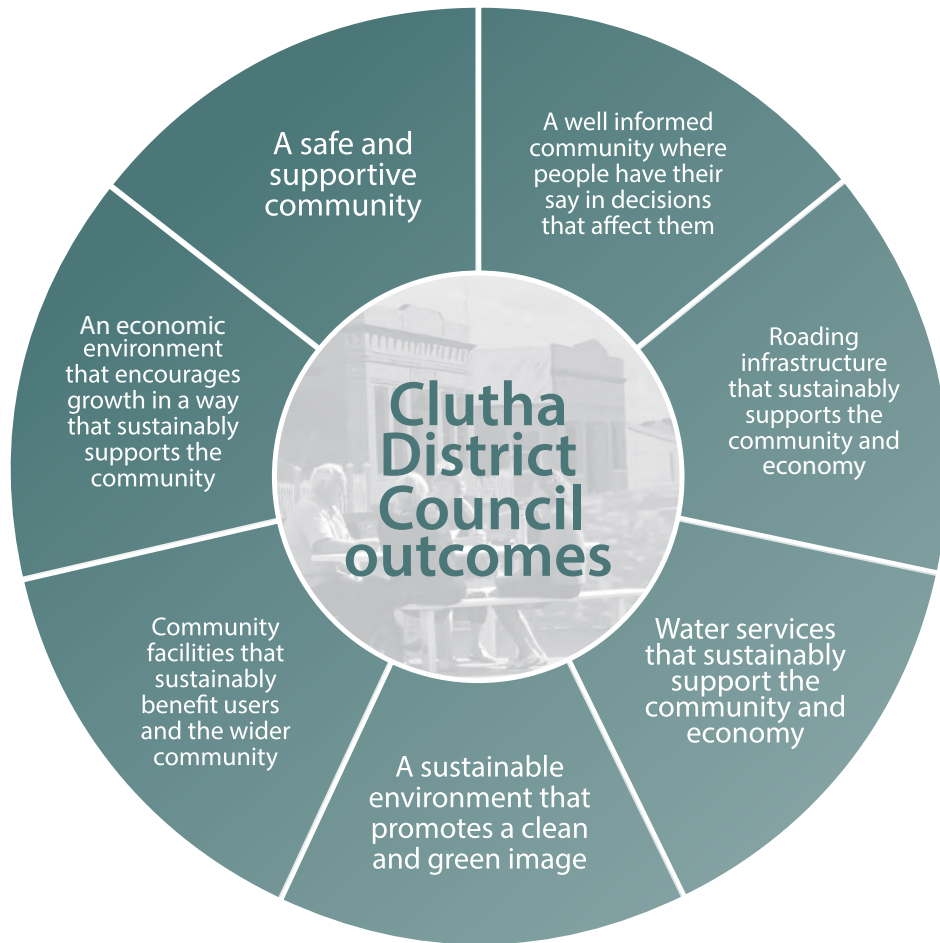 Clutha
District
Council
outcomes
A well informed
community where
people have their
say in decisions
that affect them
Roading
infrastructure
that sustainably
supports the
community and
economy
Water services
that sustainably
support the
community and
economy
A sustainable
environment that
promotes a clean
and green image
Community
facilities that
sustainably
benefit users
and the wider
community
An economic
environment
that encourages
growth in a way
that sustainably
supports the
community
A safe and
supportive
community